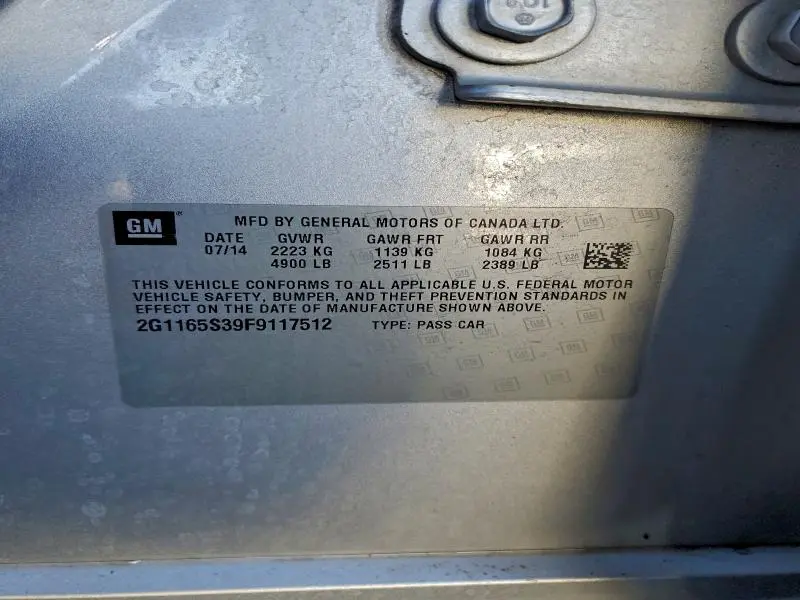 GM
MFD BY GENERAL MOTORS OF CANADA LTD.
DATE GVWR GAWR FRT GAWR RR
07/14 2223 KG 1139 KG 1084 KG
4900 LB 2511 LB 2389 LB
THIS VEHICLE CONFORMS TO ALL APPLICABLE U.S. FEDERAL MOTOR
VEHICLE SAFETY, BUMPER, AND THEFT PREVENTION STANDARDS IN
EFFECT ON THE DATE OF MANUFACTURE SHOWN ABOVE.
2G1165S39F9117512 TYPE: PASS CAR